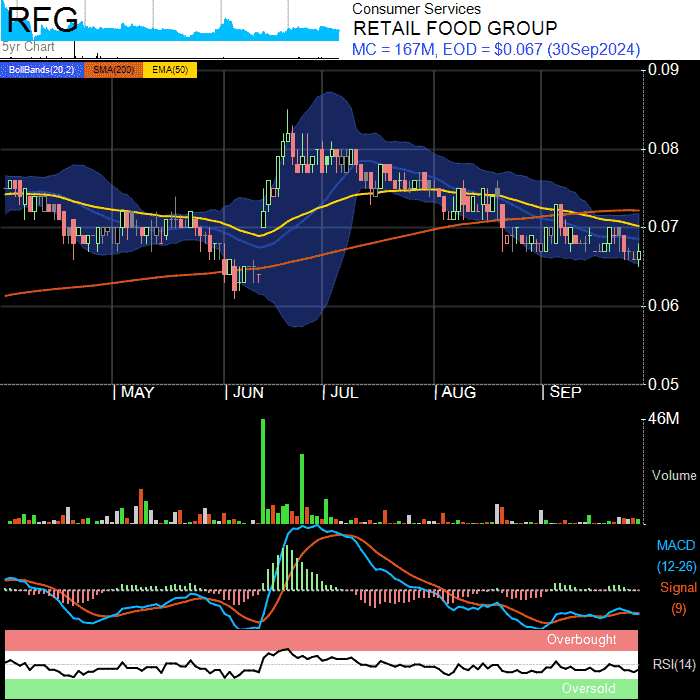 RFG
5yr Chart
Consumer Services
RETAIL FOOD GROUP
MC = 167M, EOD = $0.067 (30Sep2024)
BollBands(20,2) SMA(200) EMA(50)
0.09
0.08
0.07
0.06
0.05
MAY JUN JUL AUG SEP
46M
Volume
MACD
(12-26)
Signal
(9)
Overbought
RSI(14)
Oversold